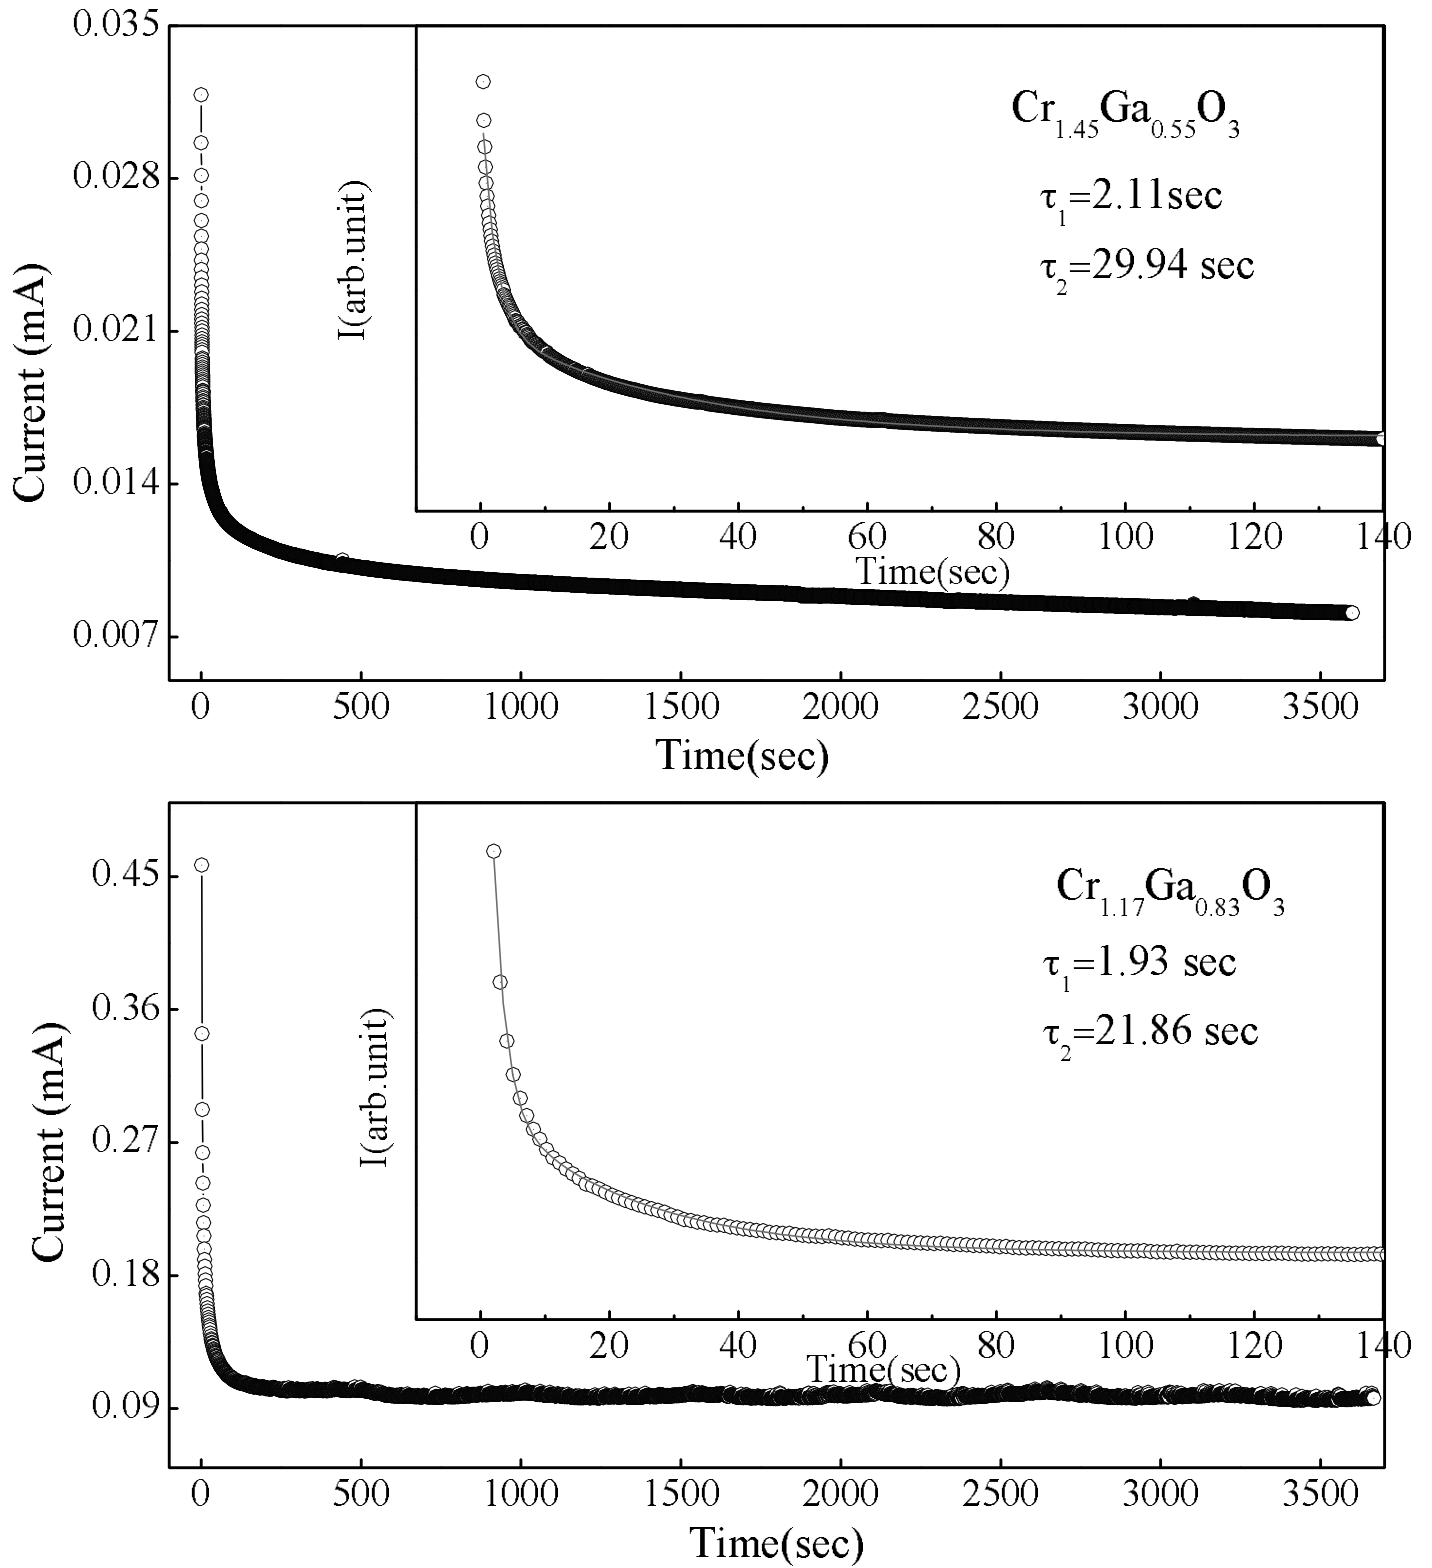 0.035
0.028
0.021
0.014
0.007
Current (mA)
I(arb.unit)
Cr1.45Ga0.55O3
τ1=2.11sec
τ2=29.94 sec
0 20 40 60 80 100 120 140
Time(sec)
0 500 1000 1500 2000 2500 3000 3500
Time(sec)
0.45
0.36
0.27
0.18
0.09
Current (mA)
I(arb.unit)
Cr1.17Ga0.83O3
τ1=1.93 sec
τ2=21.86 sec
0 20 40 60 80 100 120 140
Time(sec)
0 500 1000 1500 2000 2500 3000 3500
Time(sec)